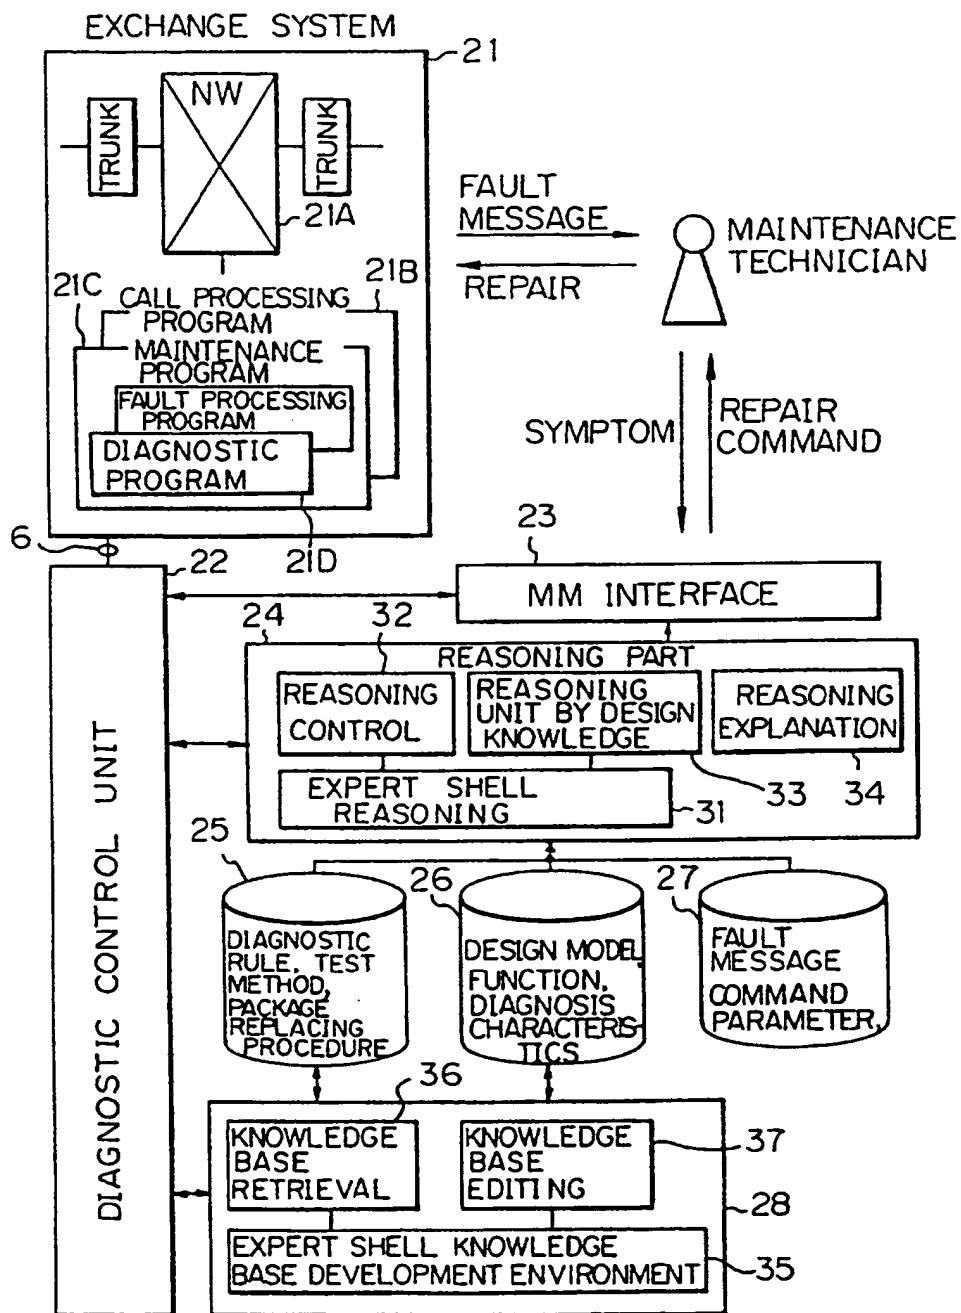 EXCHANGE SYSTEM
21
NW
TRUNK
TRUNK
21A
FAULT
MESSAGE
REPAIR
MAINTENANCE
TECHNICIAN
21C
21B
CALL PROCESSING
PROGRAM
MAINTENANCE
PROGRAM
FAULT PROCESSING
PROGRAM
DIAGNOSTIC
PROGRAM
21D
SYMPTOM
REPAIR
COMMAND
6
22
23
MM INTERFACE
24
32
REASONING PART
REASONING
CONTROL
REASONING
UNIT BY DESIGN
KNOWLEDGE
REASONING
EXPLANATION
33
34
EXPERT SHELL
REASONING
31
DIAGNOSTIC CONTROL UNIT
25
26
27
DIAGNOSTIC
RULE, TEST
METHOD,
PACKAGE
REPLACING
PROCEDURE
DESIGN MODEL,
FUNCTION,
DIAGNOSIS
CHARACTERIS-
TICS
FAULT
MESSAGE
COMMAND
PARAMETER,
36
KNOWLEDGE
BASE
RETRIEVAL
KNOWLEDGE
BASE
EDITING
37
28
EXPERT SHELL KNOWLEDGE
BASE DEVELOPMENT ENVIRONMENT
35